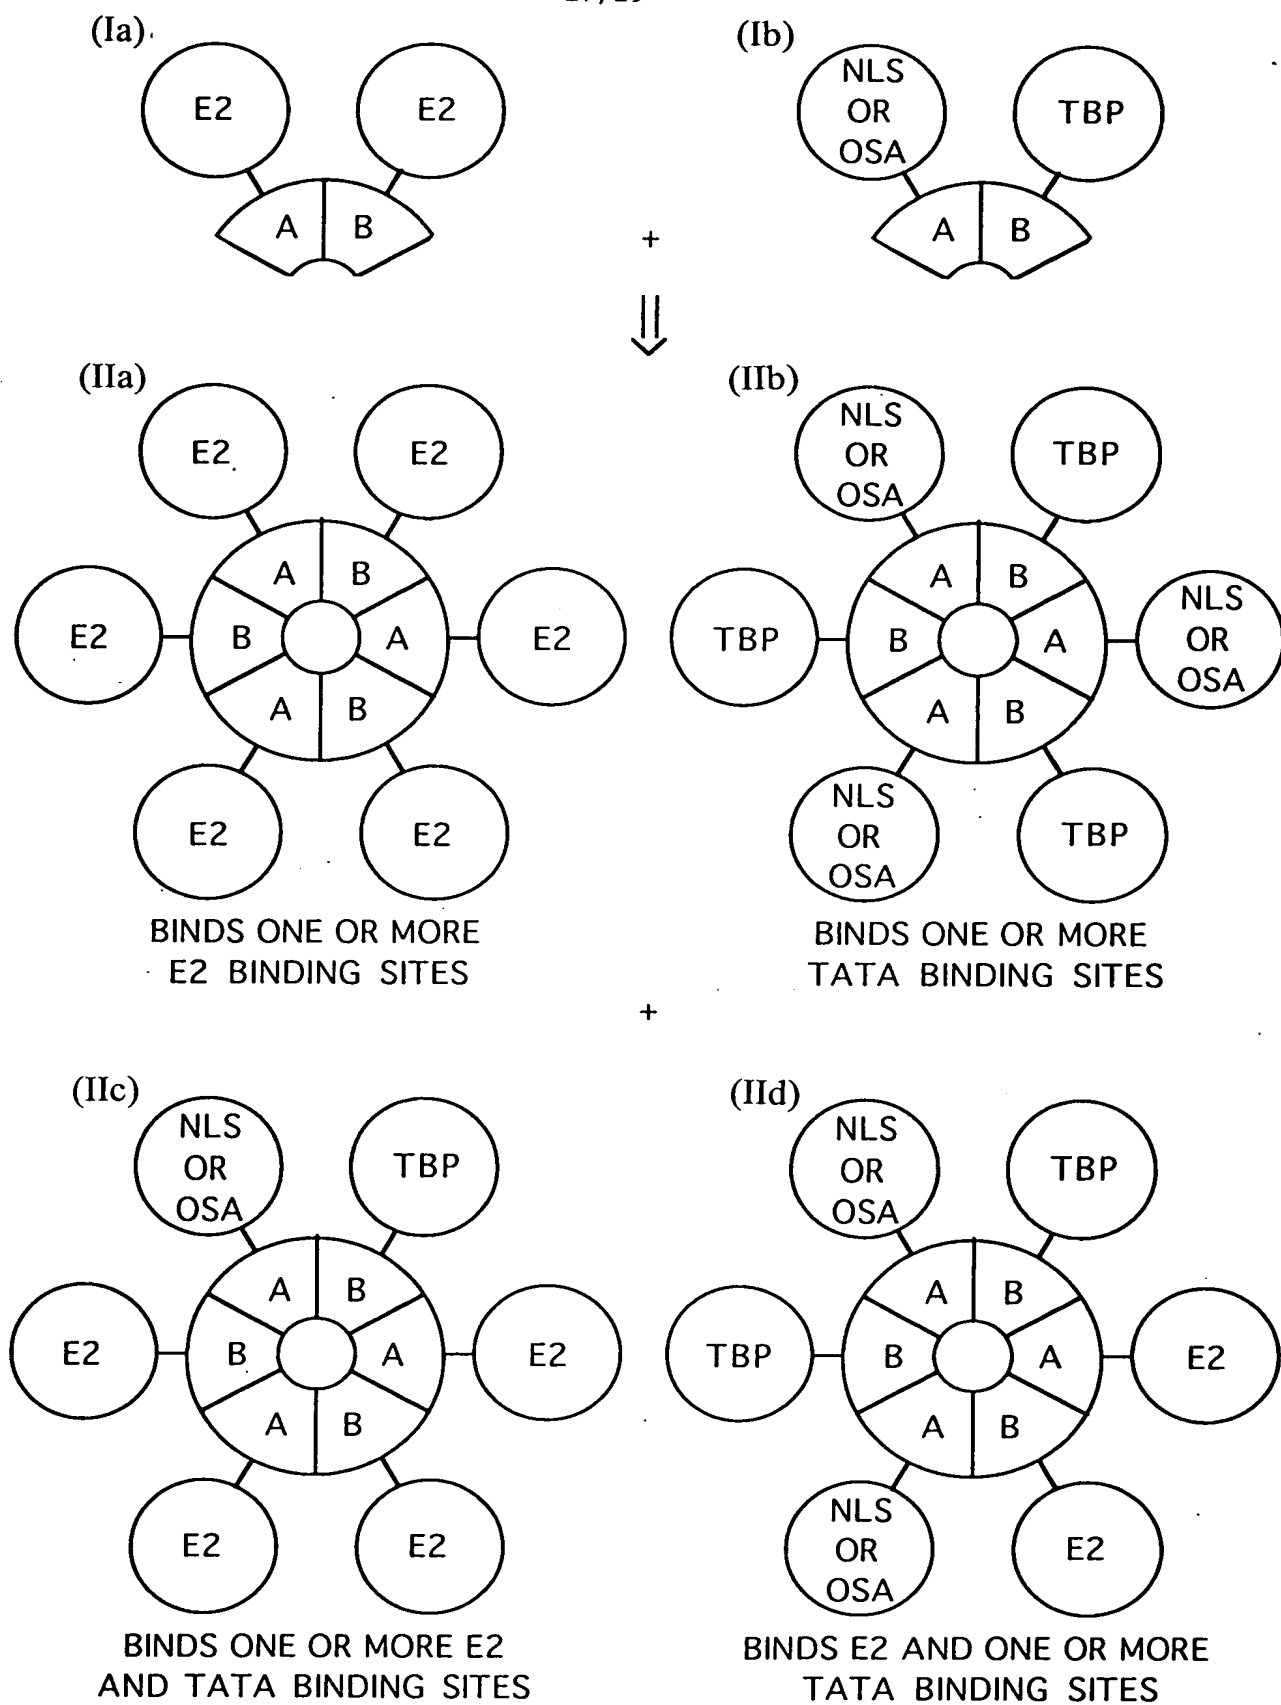 (Ia)
(Ib)
E2
E2
NLS
OR
OSA
TBP
A
B
+
A
B
(IIa)
(IIb)
E2
E2
NLS
OR
OSA
TBP
A
B
A
B
E2
B
A
E2
TBP
B
A
NLS
OR
OSA
A
B
A
B
E2
E2
NLS
OR
OSA
TBP
BINDS ONE OR MORE
E2 BINDING SITES
BINDS ONE OR MORE
TATA BINDING SITES
+
(IIc)
(IId)
NLS
OR
OSA
TBP
NLS
OR
OSA
TBP
A
B
A
B
E2
B
A
E2
TBP
B
A
E2
A
B
A
B
E2
E2
NLS
OR
OSA
E2
BINDS ONE OR MORE E2
AND TATA BINDING SITES
BINDS E2 AND ONE OR MORE
TATA BINDING SITES